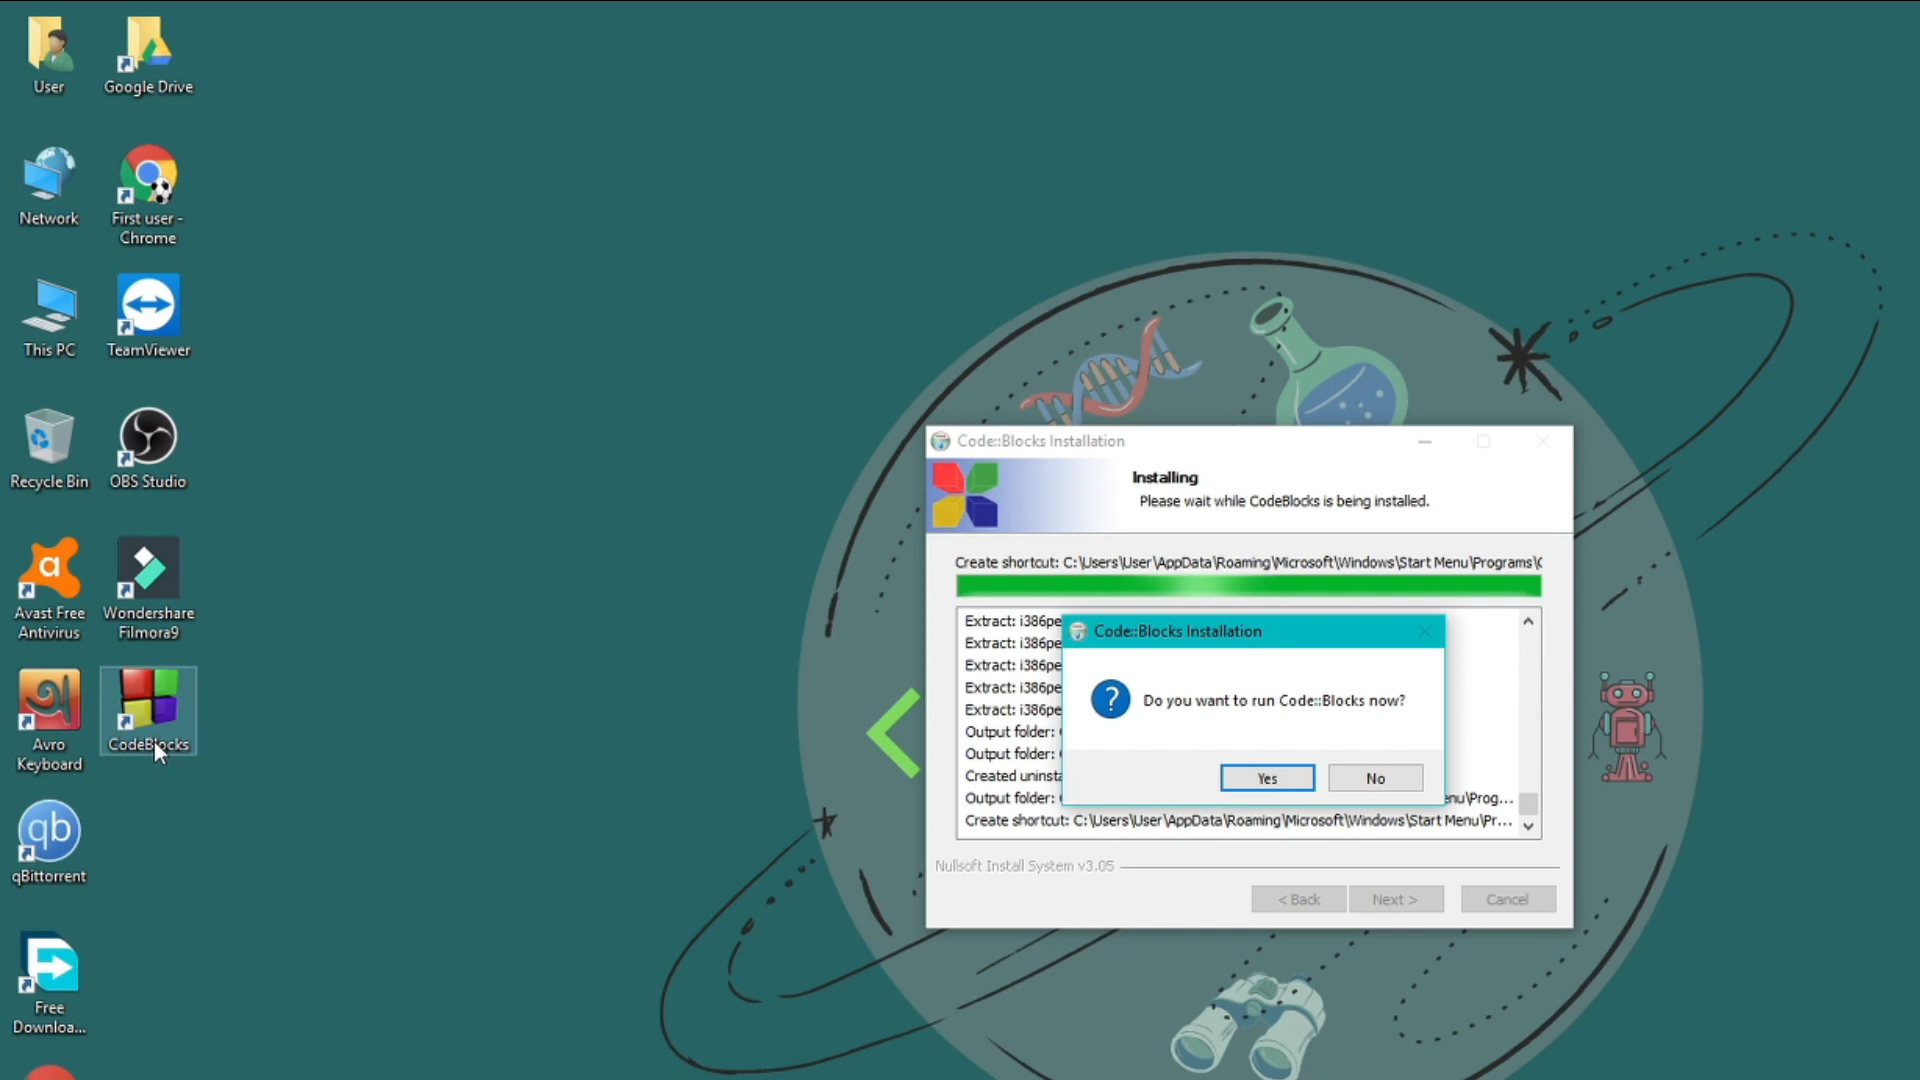 User
Google Drive
Network
First user -
Chrome
This PC
TeamViewer
Recycle Bin
OBS Studio
Avast Free
Antivirus
Wondershare
Filmora9
Avro
Keyboard
CodeBlocks
qBittorrent
Free
Downloa...
Code::Blocks Installation
Installing
Please wait while CodeBlocks is being installed.
Create shortcut: C:\Users\User\AppData\Roaming\Microsoft\Windows\Start Menu\Programs\C
Extract: i386pe
Extract: i386pe
Extract: i386pe
Extract: i386pe
Extract: i386pe
Output folder:
Output folder:
Created uninsta
Output folder: enu\Prog...
Create shortcut: C:\Users\User\AppData\Roaming\Microsoft\Windows\Start Menu\Pr...
Code::Blocks Installation
Do you want to run Code::Blocks now?
Yes
No
Nullsoft Install System v3.05
< Back
Next >
Cancel